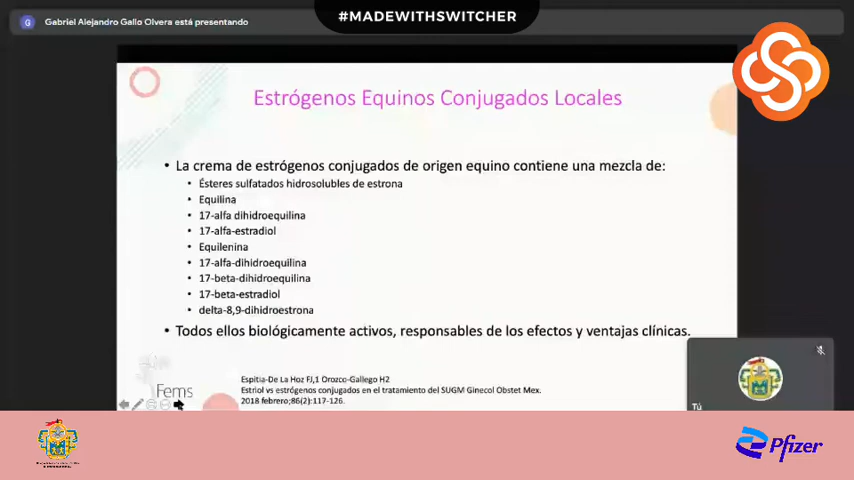 #MADEWITHSWITCHER
G
Gabriel Alejandro Gallo Olvera está presentando
Estrógenos Equinos Conjugados Locales
• La crema de estrógenos conjugados de origen equino contiene una mezcla de:
• Ésteres sulfatados hidrosolubles de estrona
• Equilina
• 17-alfa dihidroequilina
• 17-alfa-estradiol
• Equilenina
• 17-alfa-dihidroequilina
• 17-beta-dihidroequilina
• 17-beta-estradiol
• delta-8,9-dihidroestrona
• Todos ellos biológicamente activos, responsables de los efectos y ventajas clínicas.
Fems
Espitia-De La Hoz FJ,1 Orozco-Gallego H2
Estriol vs estrógenos conjugados en el tratamiento del SUGM Ginecol Obstet Mex.
2018 febrero;86(2):117-126.
Tú
Pfizer